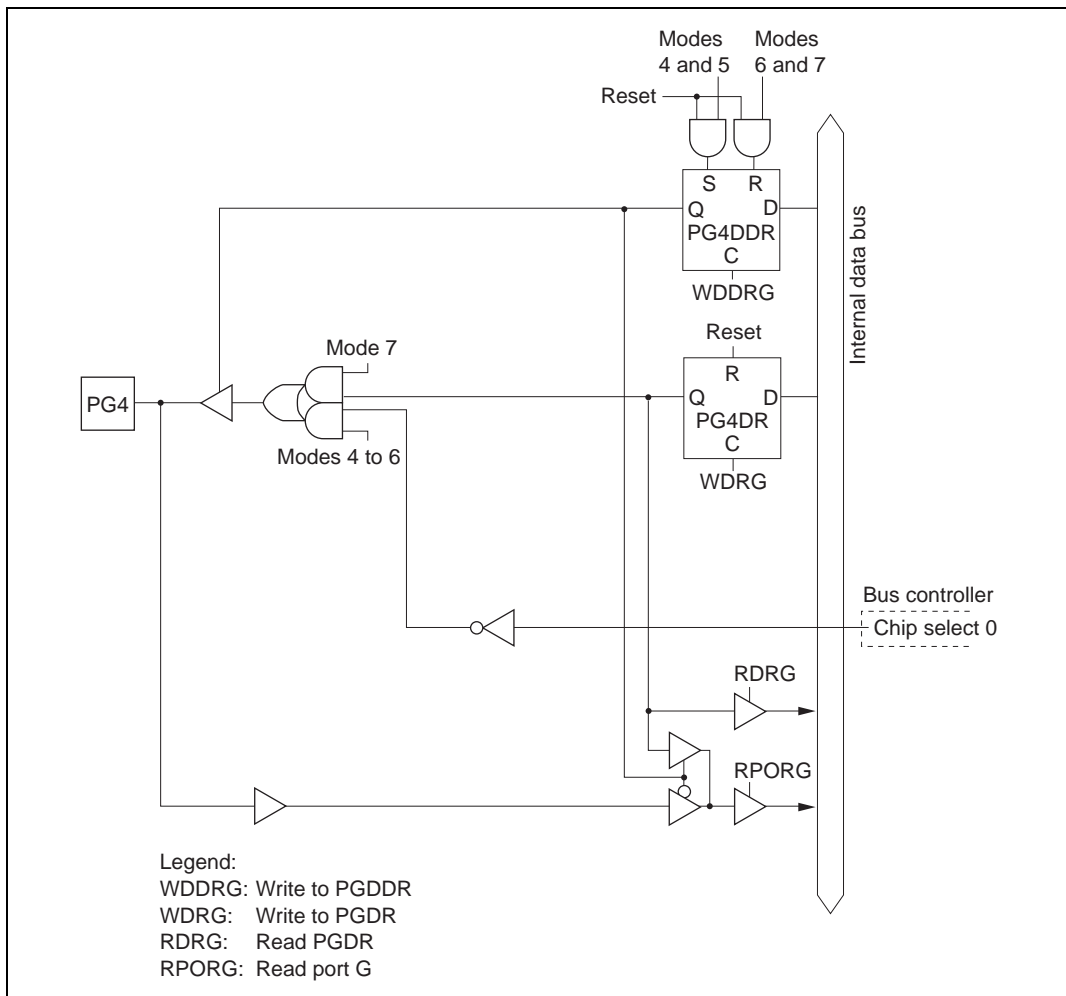 Modes
4 and 5
Modes
6 and 7
Reset
S R
Q D
PG4DDR
C
WDDRG
Internal data bus
Reset
Mode 7
R
PG4
Q D
PG4DR
C
Modes 4 to 6
WDRG
Bus controller
Chip select 0
RDRG
RPORG
Legend:
WDDRG: Write to PGDDR
WDRG: Write to PGDR
RDRG: Read PGDR
RPORG: Read port G